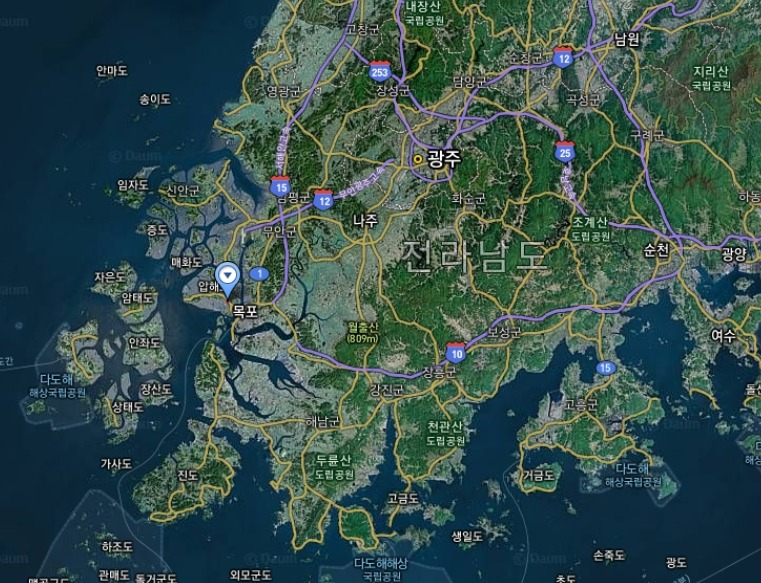 내장산
국립공원
고창군
남원
안마도
253
순창군
12
지리산
국립공원
송이도
영광군
장성군
담양군
곡성군
Daum
광주
25
구례군
임자도
신안군
15
함평군
12
화순군
증도
무안군
나주
조계산
도립공원
전라남도
순천
광양
매화도
자은도
압해
1
암태도
목포
안좌도
월출산
(809m)
보성군
여수
10
15
다도해
해상국립공원
장산도
장흥군
강진군
상태도
해남군
고흥군
천관산
도립공원
가사도
두륜산
도립공원
진도
거금도
다도해
해상국립공원
고금도
생일도
하조도
손죽도
다도해해상
국립공원
관매도
외모군도
초도
광도